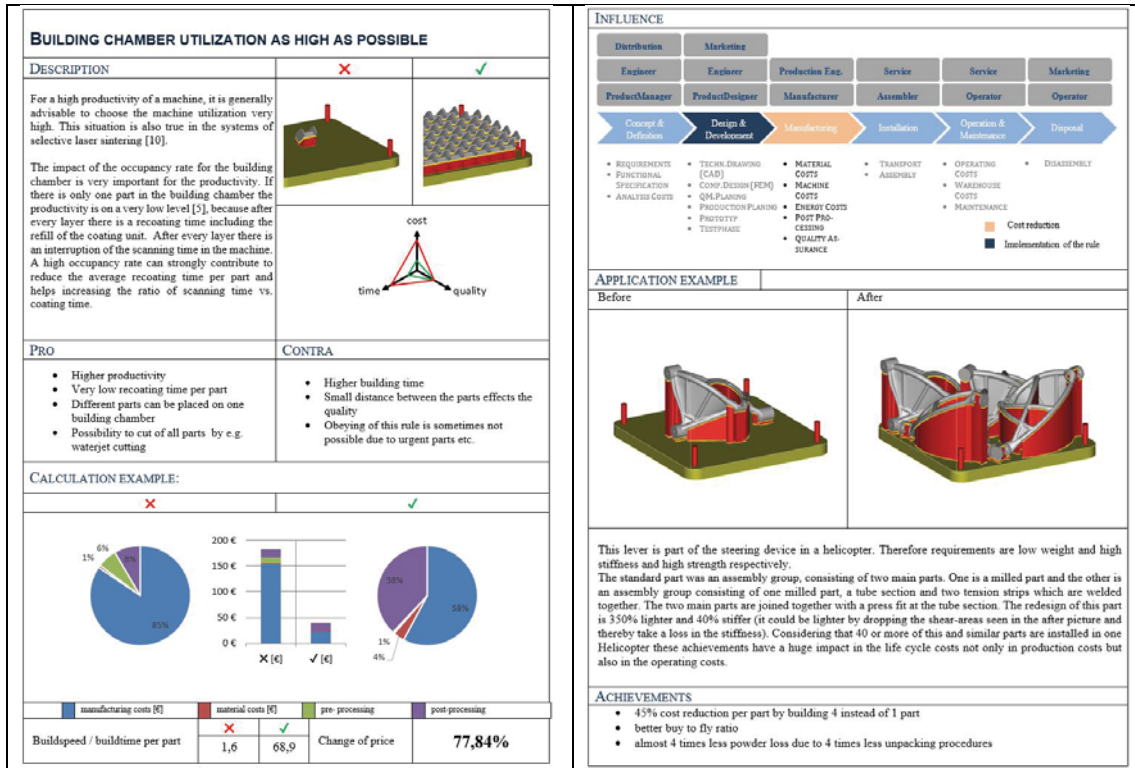 BUILDING CHAMBER UTILIZATION AS HIGH AS POSSIBLE
DESCRIPTION
For a high productivity of a machine, it is generally
advisable to choose the machine utilization very
high. This situation is also true in the systems of
selective laser sintering [10].
The impact of the occupancy rate for the building
chamber is very important for the productivity. If
there is only one part in the building chamber the
productivity is on a very low level [5], because after
every layer there is a recoating time including the
refill of the coating unit. After every layer there is
an interruption of the scanning time in the machine.
A high occupancy rate can strongly contribute to
reduce the average recoating time per part and
helps increasing the ratio of scanning time vs.
coating time.
cost
time
quality
PRO
Higher productivity
Very low recoating time per part
Different parts can be placed on one
building chamber
Possibility to cut of all parts by e.g.
waterjet cutting
CONTRA
Higher building time
Small distance between the parts effects the
quality
Obeying of this rule is sometimes not
possible due to urgent parts etc.
CALCULATION EXAMPLE:
6%
1%
8%
85%
200 €
150 €
100 €
50 €
0 €
✗ [€]
✓ [€]
38%
58%
1%
4%
manufacturing costs [€]
material costs [€]
pre- processing
post-processing
Buildspeed / buildtime per part
✗
✓
1,6
68,9
Change of price
77,84%
INFLUENCE
Distribution
Marketing
Engineer
Engineer
Production Eng.
Service
Service
Marketing
ProductManager
ProductDesigner
Manufacturer
Assembler
Operator
Operator
Concept &
Definition
Design &
Development
Manufacturing
Installation
Operation &
Maintenance
Disposal
REQUIREMENTS
FUNCTIONAL
SPECIFICATION
ANALYSIS COSTS
TECHN.DRAWING
(CAD)
COMP.DESIGN (FEM)
QM.PLANING
PRODUCTION PLANING
PROTOTYP
TESTPHASE
MATERIAL
COSTS
MACHINE
COSTS
ENERGY COSTS
POST PRO-
CESSING
QUALITY AS-
SURANCE
TRANSPORT
ASSEMBLY
OPERATING
COSTS
WAREHOUSE
COSTS
MAINTENANCE
DISASSEMBLY
Cost reduction
Implementation of the rule
APPLICATION EXAMPLE
Before
After
This lever is part of the steering device in a helicopter. Therefore requirements are low weight and high
stiffness and high strength respectively.
The standard part was an assembly group, consisting of two main parts. One is a milled part and the other is
an assembly group consisting of one milled part, a tube section and two tension strips which are welded
together. The two main parts are joined together with a press fit at the tube section. The redesign of this part
is 350% lighter and 40% stiffer (it could be lighter by dropping the shear-areas seen in the after picture and
thereby take a loss in the stiffness). Considering that 40 or more of this and similar parts are installed in one
Helicopter these achievements have a huge impact in the life cycle costs not only in production costs but
also in the operating costs.
ACHIEVEMENTS
45% cost reduction per part by building 4 instead of 1 part
better buy to fly ratio
almost 4 times less powder loss due to 4 times less unpacking procedures